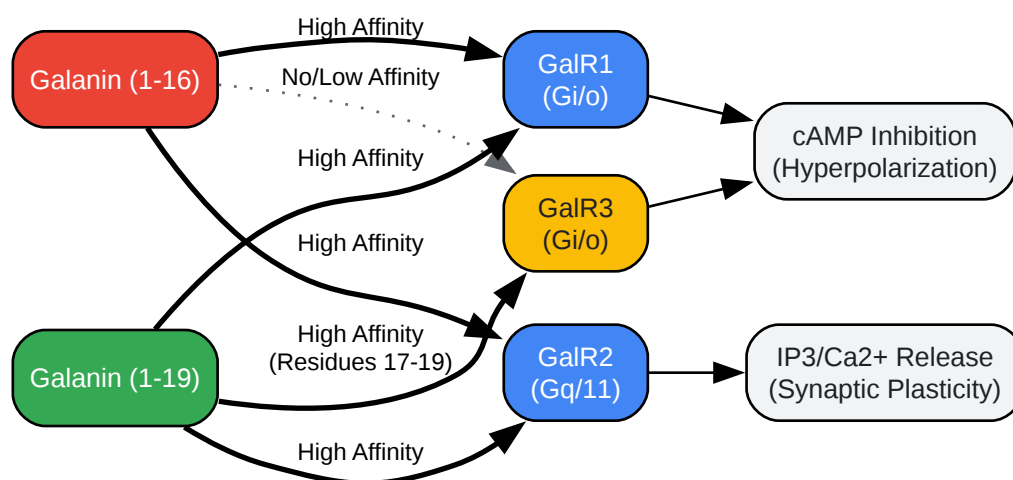 High Affinity
Galanin (1-16)
GalR1
(Gi/o)
No/Low Affinity
cAMP Inhibition
(Hyperpolarization)
High Affinity
GalR3
(Gi/o)
High Affinity
High Affinity
(Residues 17-19)
Galanin (1-19)
GalR2
(Gq/11)
IP3/Ca2+ Release
(Synaptic Plasticity)
High Affinity